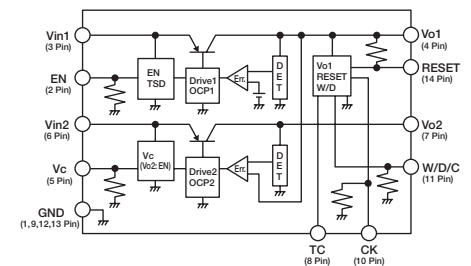 Vin1
(3 Pin)
EN
(2 Pin)
Vin2
(6 Pin)
Vc
(5 Pin)
GND
(1,9,12,13 Pin)
EN
TSD
Drive1
OCP1
Err.
D
E
T
Vo1
RESET
W/D
Vc
(Vo2: EN)
Drive2
OCP2
Err.
D
E
T
Vo1
(4 Pin)
RESET
(14 Pin)
Vo2
(7 Pin)
W/D/C
(11 Pin)
TC
(8 Pin)
CK
(10 Pin)